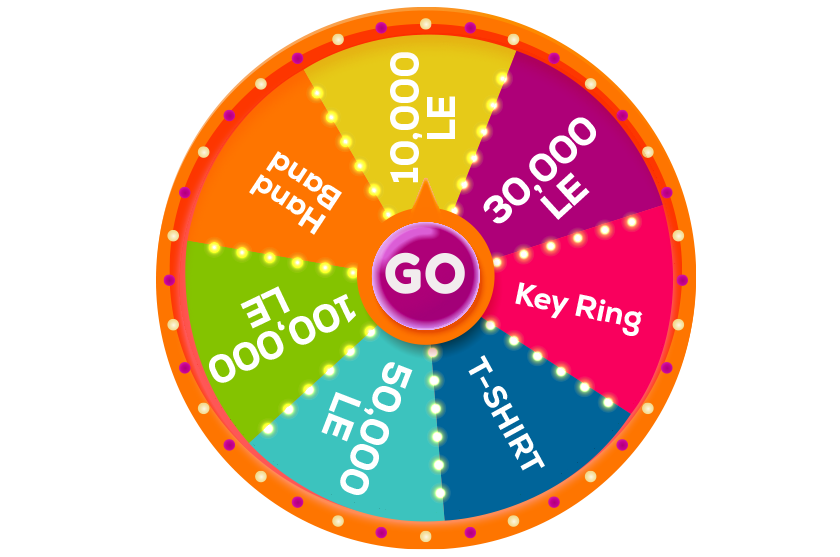 10,000
LE
30,000
LE
Key Ring
T-SHIRT
50,000
LE
100,000
LE
Hand
Band
GO